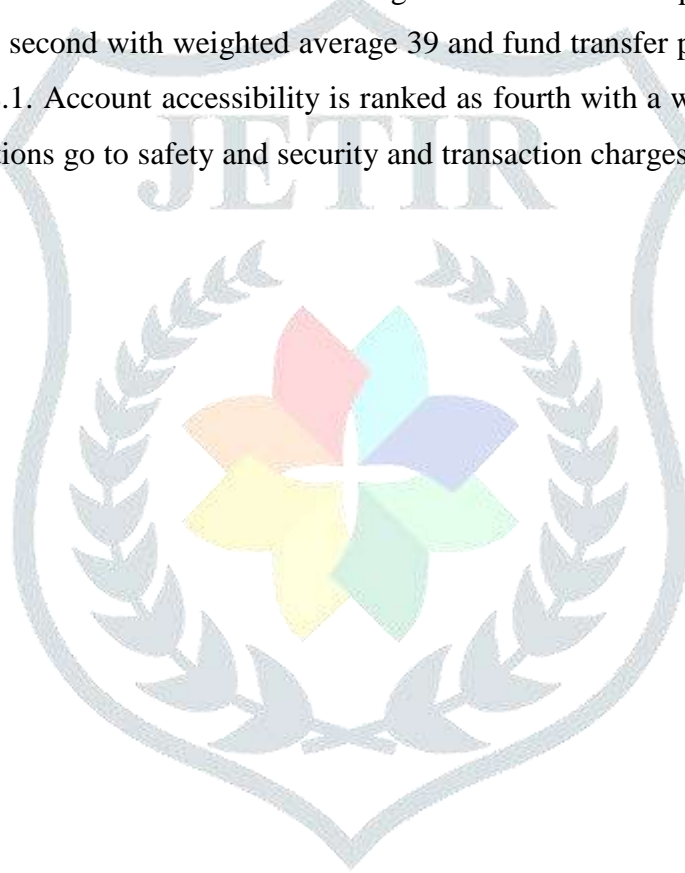 second with weighted average 39 and fund transfer p
.1. Account accessibility is ranked as fourth with a w
tions go to safety and security and transaction charges
JETIR